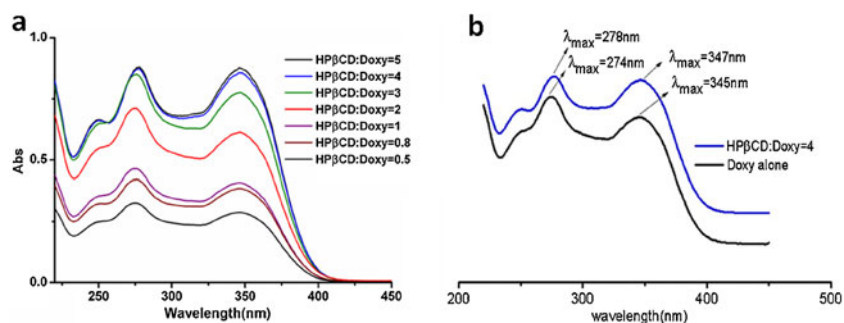 a
1.0
0.5
0.0
Abs
HPβCD:Doxy=5
HPβCD:Doxy=4
HPβCD:Doxy=3
HPβCD:Doxy=2
HPβCD:Doxy=1
HPβCD:Doxy=0.8
HPβCD:Doxy=0.5
250 300 350 400 450
Wavelength(nm)
b
λmax=278nm
λmax=274nm
λmax=347nm
λmax=345nm
HPβCD:Doxy=4
Doxy alone
200 300 400 500
wavelength(nm)